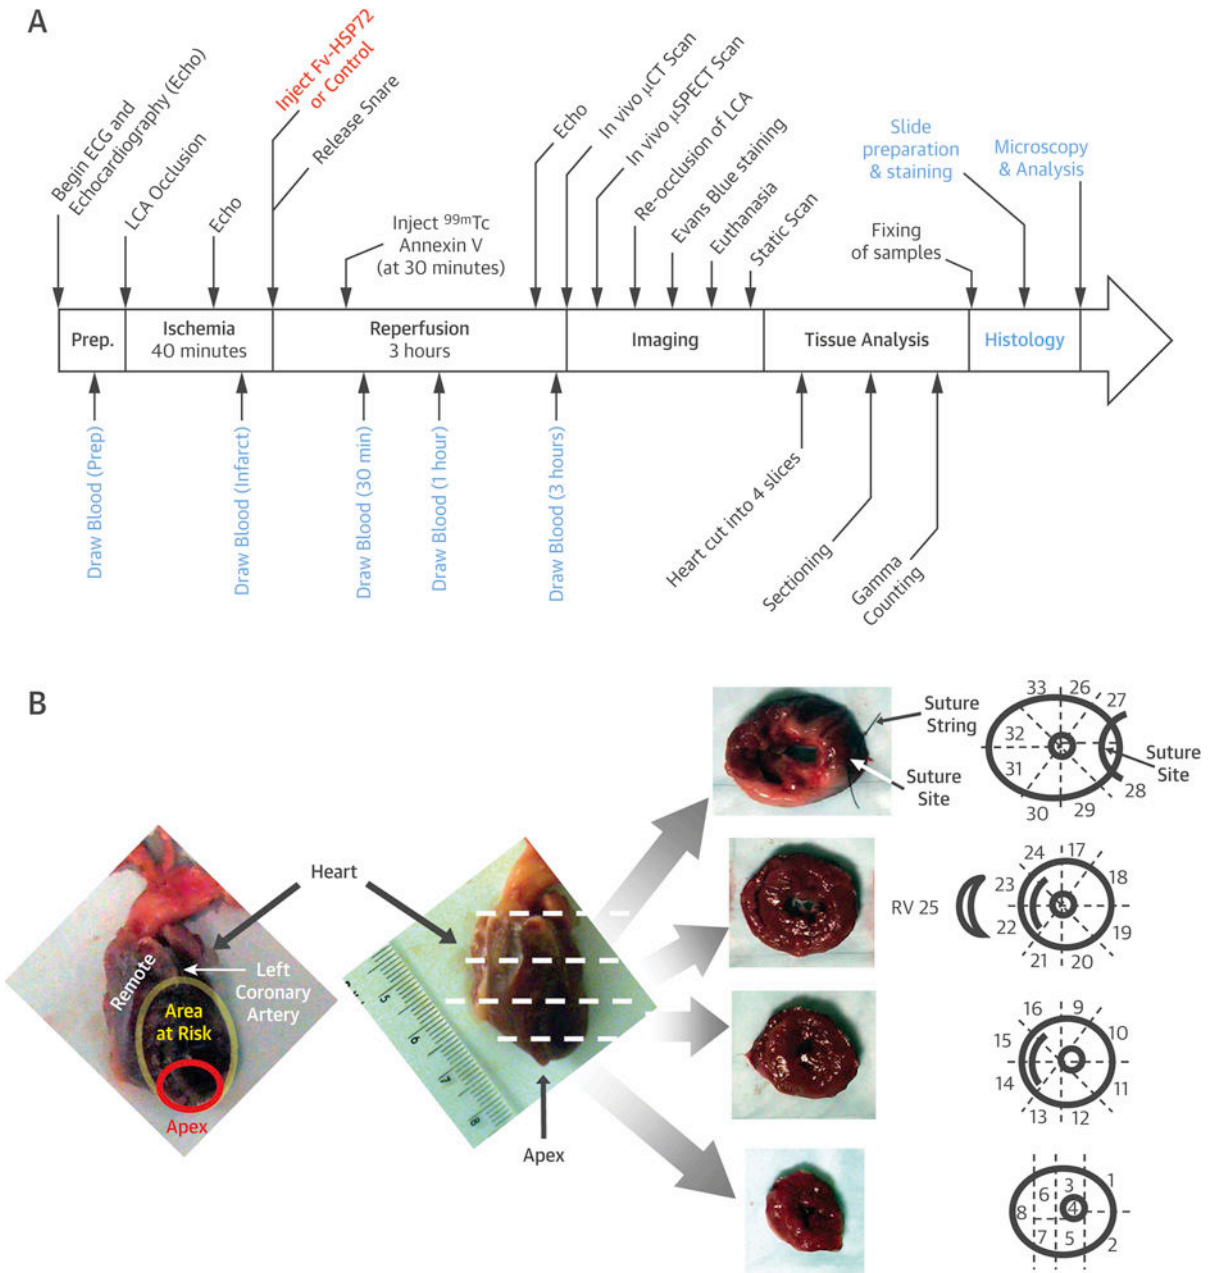 A
Begin ECG and
Echocardiography (Echo)
LCA Occlusion
Echo
Inject Fv-HSP72
or Control
Release Snare
Inject 99mTc
Annexin V
(at 30 minutes)
Echo
In vivo μCT Scan
In vivo μSPECT Scan
Re-occlusion of LCA
Evans Blue staining
Euthanasia
Static Scan
Fixing
of samples
Slide
preparation
& staining
Microscopy
& Analysis
Prep.
Ischemia
40 minutes
Reperfusion
3 hours
Imaging
Tissue Analysis
Histology
Draw Blood (Prep)
Draw Blood (Infarct)
Draw Blood (30 min)
Draw Blood (1 hour)
Draw Blood (3 hours)
Heart cut into 4 slices
Sectioning
Gamma
Counting
B
Heart
Remote
Left
Coronary
Artery
Area
at Risk
Apex
5
6
7
8
Apex
Suture
String
Suture
Site
33 26
27
32
31
Suture
Site
28
30 29
24 17
23 18
RV 25
22 19
21 20
16 9
15 10
14 11
13 12
3 1
6
8 4
7 5 2